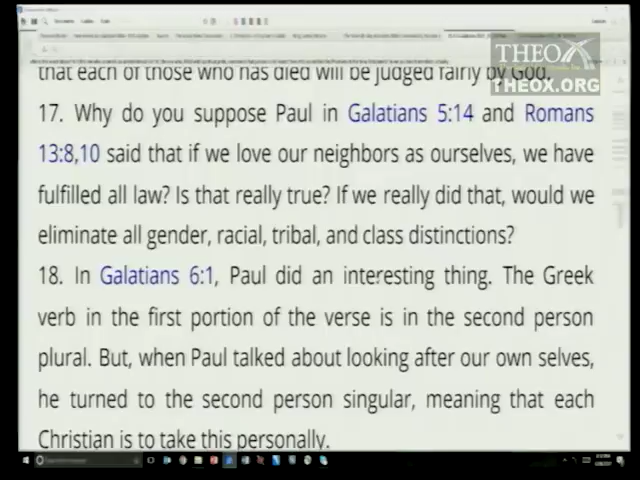 THEOX
THEOX.ORG
that each of those who has died will be judged fairly by God.
17. Why do you suppose Paul in Galatians 5:14 and Romans
13:8,10 said that if we love our neighbors as ourselves, we have
fulfilled all law? Is that really true? If we really did that, would we
eliminate all gender, racial, tribal, and class distinctions?
18. In Galatians 6:1, Paul did an interesting thing. The Greek
verb in the first portion of the verse is in the second person
plural. But, when Paul talked about looking after our own selves,
he turned to the second person singular, meaning that each
Christian is to take this personally.